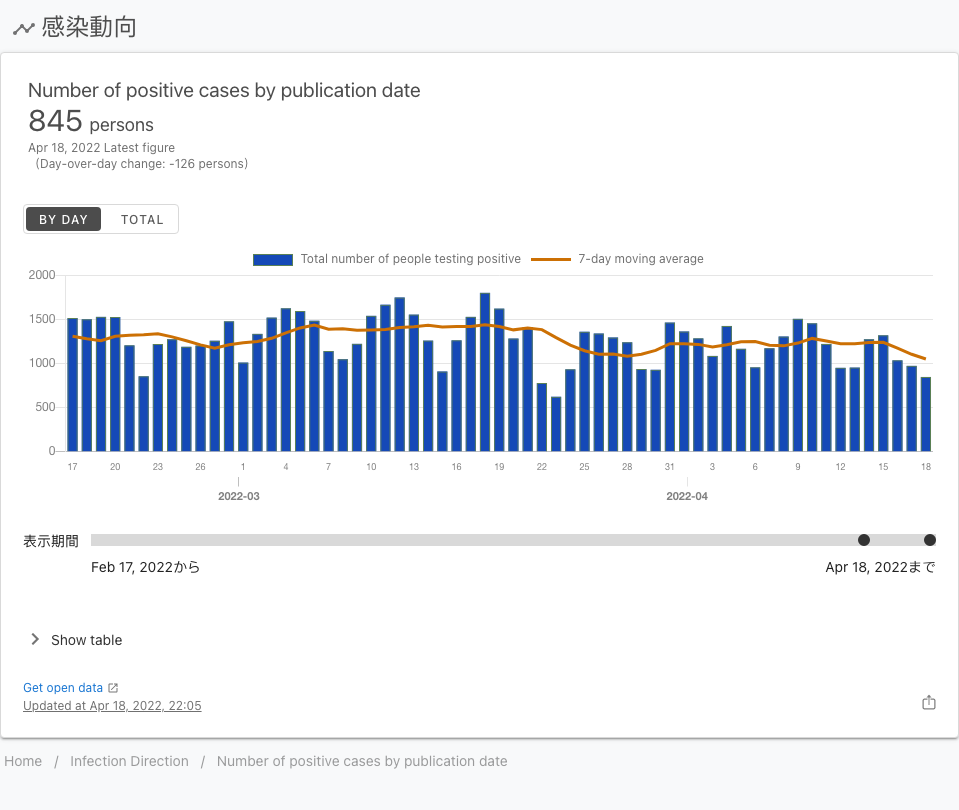 感染動向
Number of positive cases by publication date
845 persons
Apr 18, 2022 Latest figure
（Day-over-day change: -126 persons）
BY DAY TOTAL
Total number of people testing positive 7-day moving average
2000
1500
1000
500
0
17 20 23 26 1 4 7 10 13 16 19 22 25 28 31 3 6 9 12 15 18
2022-03 2022-04
表示期間
Feb 17, 2022から Apr 18, 2022まで
Show table
Get open data
Updated at Apr 18, 2022, 22:05
Home / Infection Direction / Number of positive cases by publication date